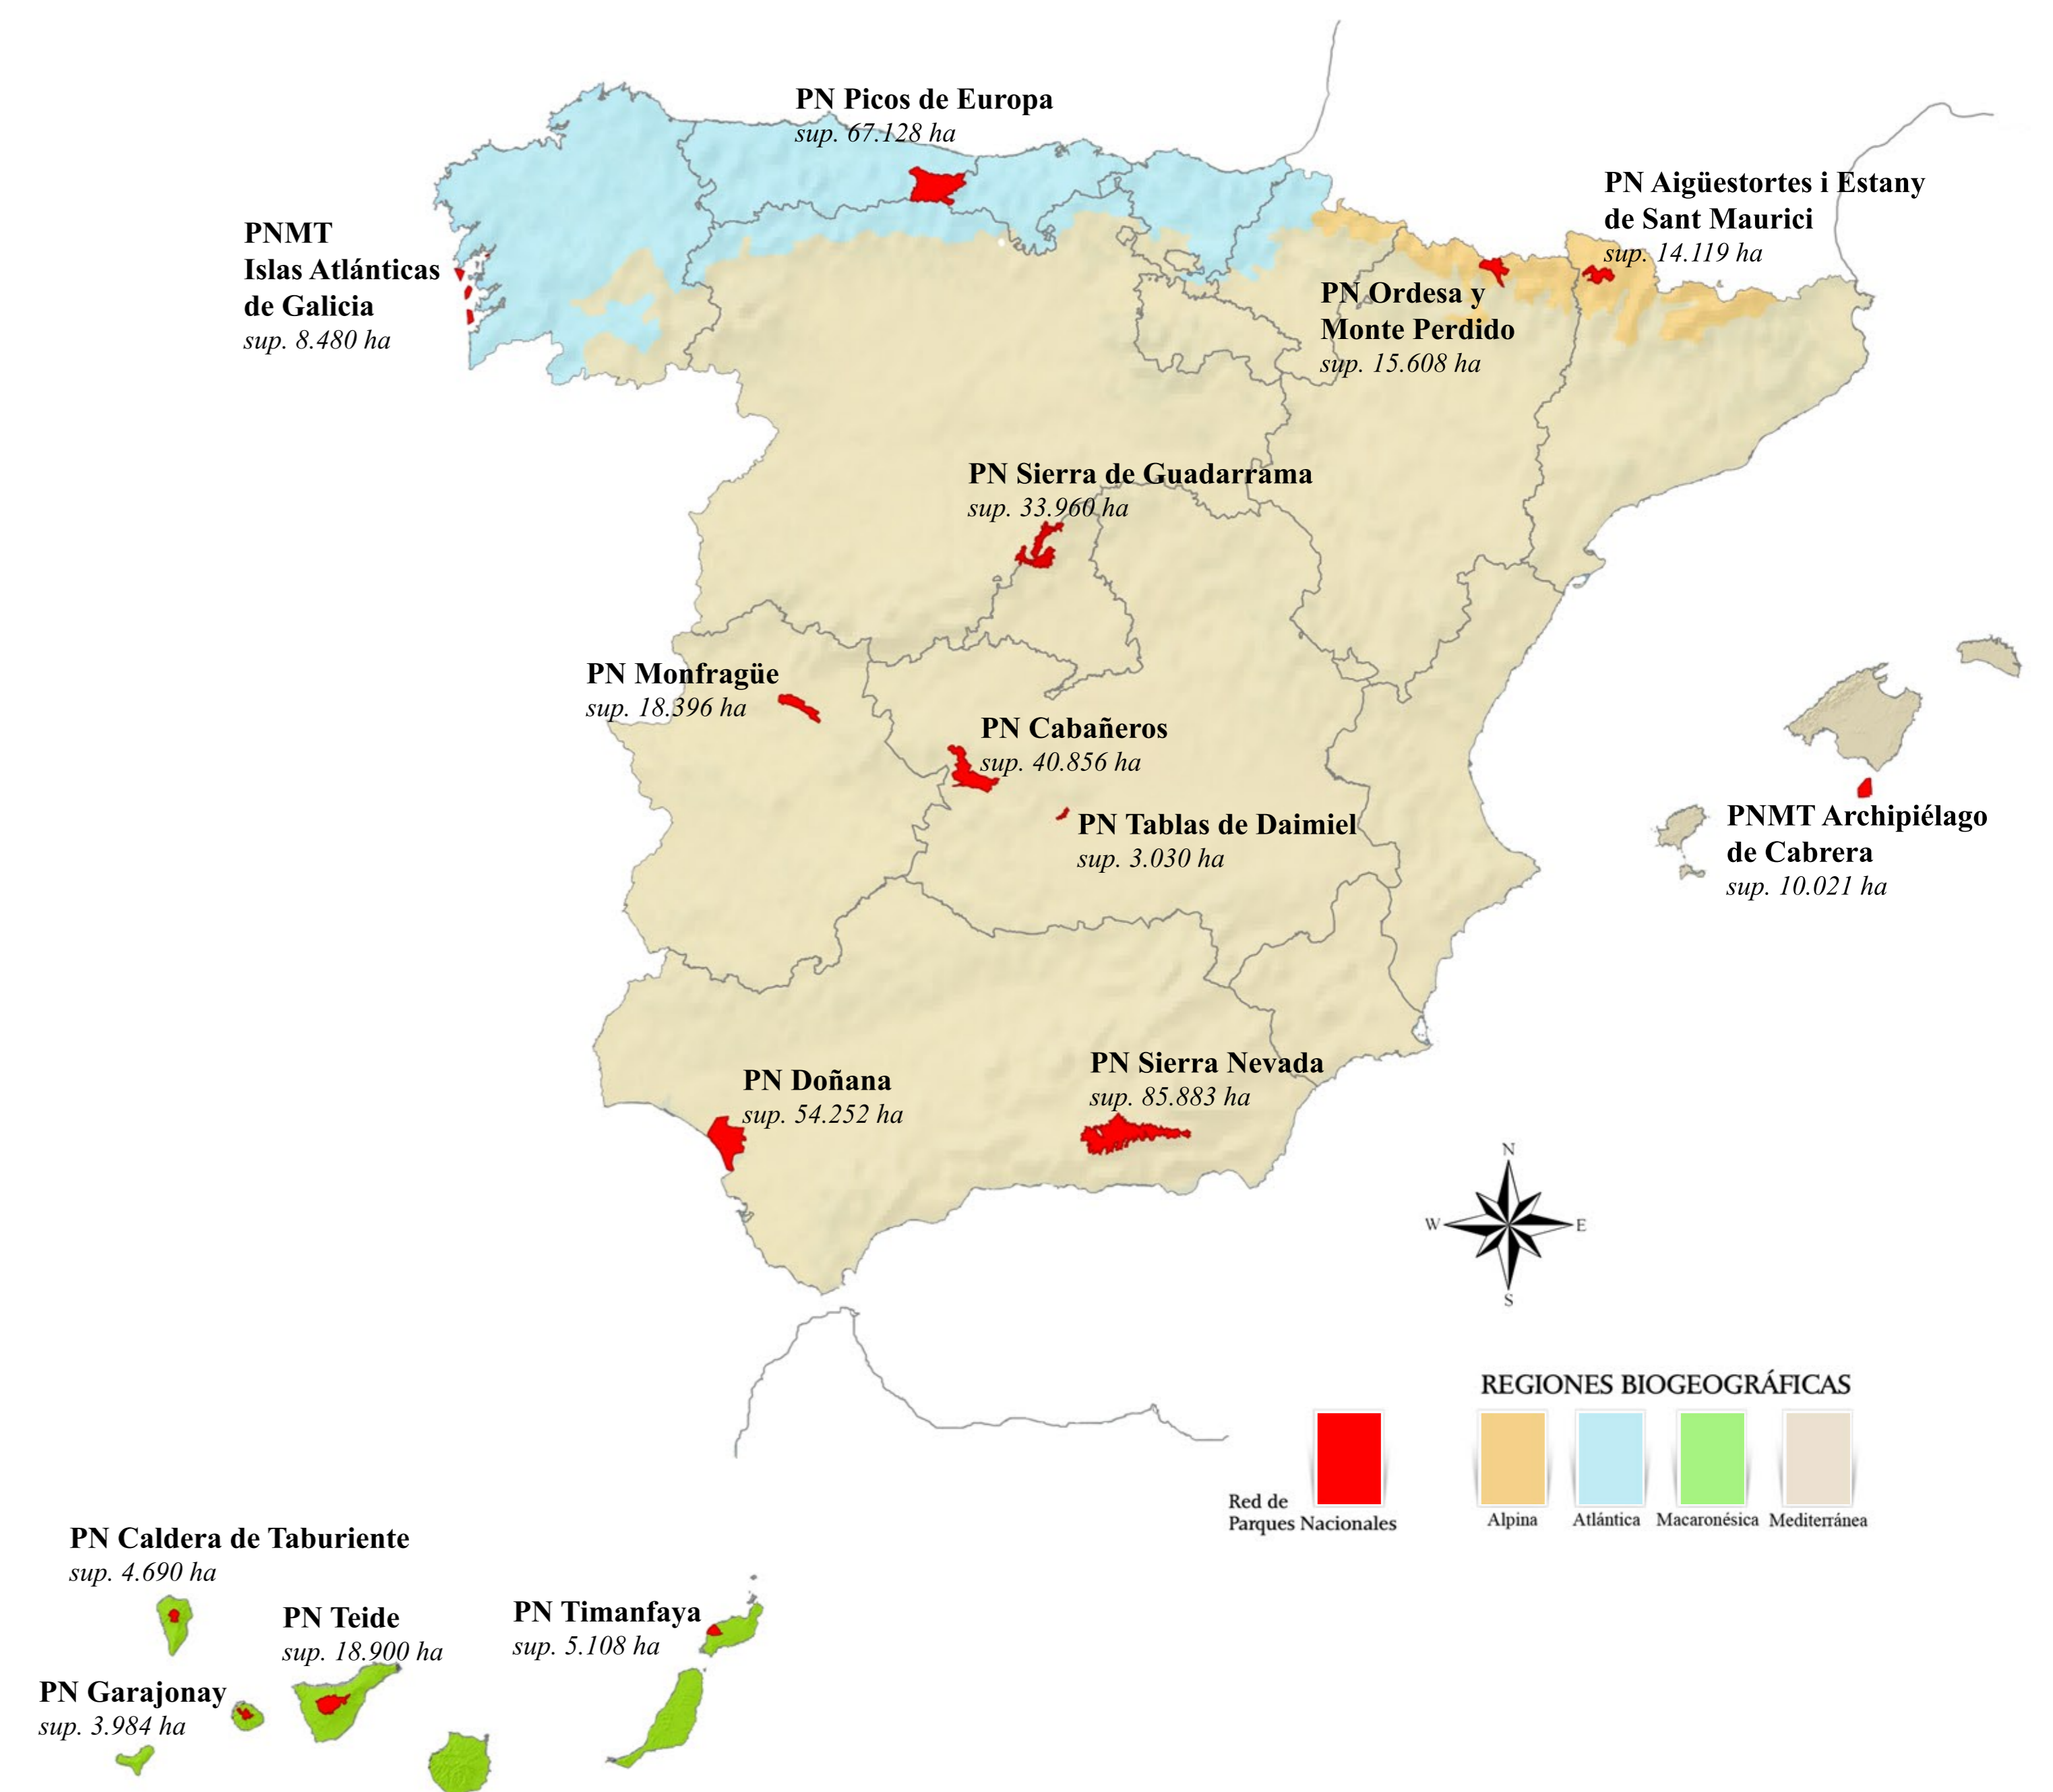 PN Picos de Europa
sup. 67.128 ha
PN Aigüestortes i Estany
de Sant Maurici
sup. 14.119 ha
PNMT
Islas Atlánticas
de Galicia
sup. 8.480 ha
PN Ordesa y
Monte Perdido
sup. 15.608 ha
PN Sierra de Guadarrama
sup. 33.960 ha
PN Monfragüe
sup. 18.396 ha
PN Cabañeros
sup. 40.856 ha
PN Tablas de Daimiel
sup. 3.030 ha
PNMT Archipiélago
de Cabrera
sup. 10.021 ha
PN Doñana
sup. 54.252 ha
PN Sierra Nevada
sup. 85.883 ha
N
W
E
S
REGIONES BIOGEOGRÁFICAS
Red de
Parques Nacionales
Alpina
Atlántica
Macaronésica
Mediterránea
PN Caldera de Taburiente
sup. 4.690 ha
PN Teide
sup. 18.900 ha
PN Timanfaya
sup. 5.108 ha
PN Garajonay
sup. 3.984 ha